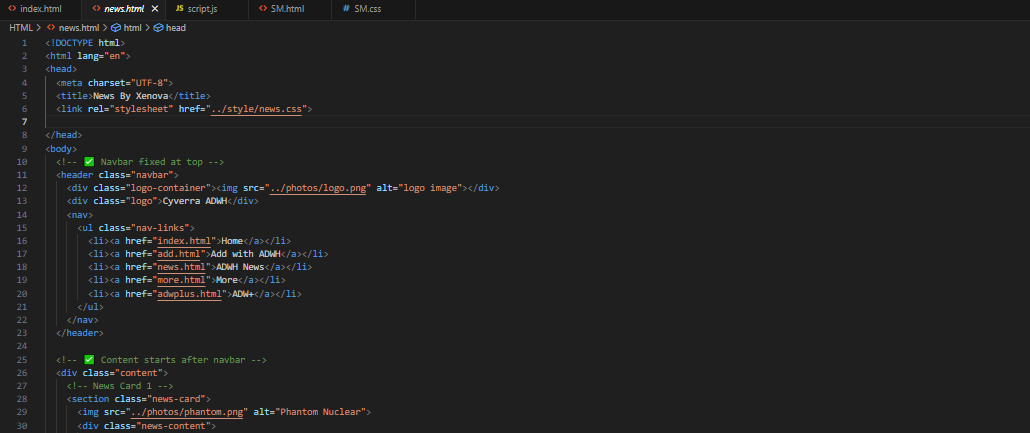 index.html news.html JS script.js SM.html # SM.css
HTML > news.html > html > head
1 <!DOCTYPE html>
2 <html lang="en">
3 <head>
4 <meta charset="UTF-8">
5 <title>News By Xenova</title>
6 <link rel="stylesheet" href="../style/news.css">
7
8 </head>
9 <body>
10 <!-- ✅ Navbar fixed at top -->
11 <header class="navbar">
12 <div class="logo-container"><img src="../photos/logo.png" alt="logo image"></div>
13 <div class="logo">Cyverra ADWH</div>
14 <nav>
15 <ul class="nav-links">
16 <li><a href="index.html">Home</a></li>
17 <li><a href="add.html">Add with ADWH</a></li>
18 <li><a href="news.html">ADWH News</a></li>
19 <li><a href="more.html">More</a></li>
20 <li><a href="adwplus.html">ADW+</a></li>
21 </ul>
22 </nav>
23 </header>
24
25 <!-- ✅ Content starts after navbar -->
26 <div class="content">
27 <!-- News Card 1 -->
28 <section class="news-card">
29 <img src="../photos/phantom.png" alt="Phantom Nuclear">
30 <div class="news-content">